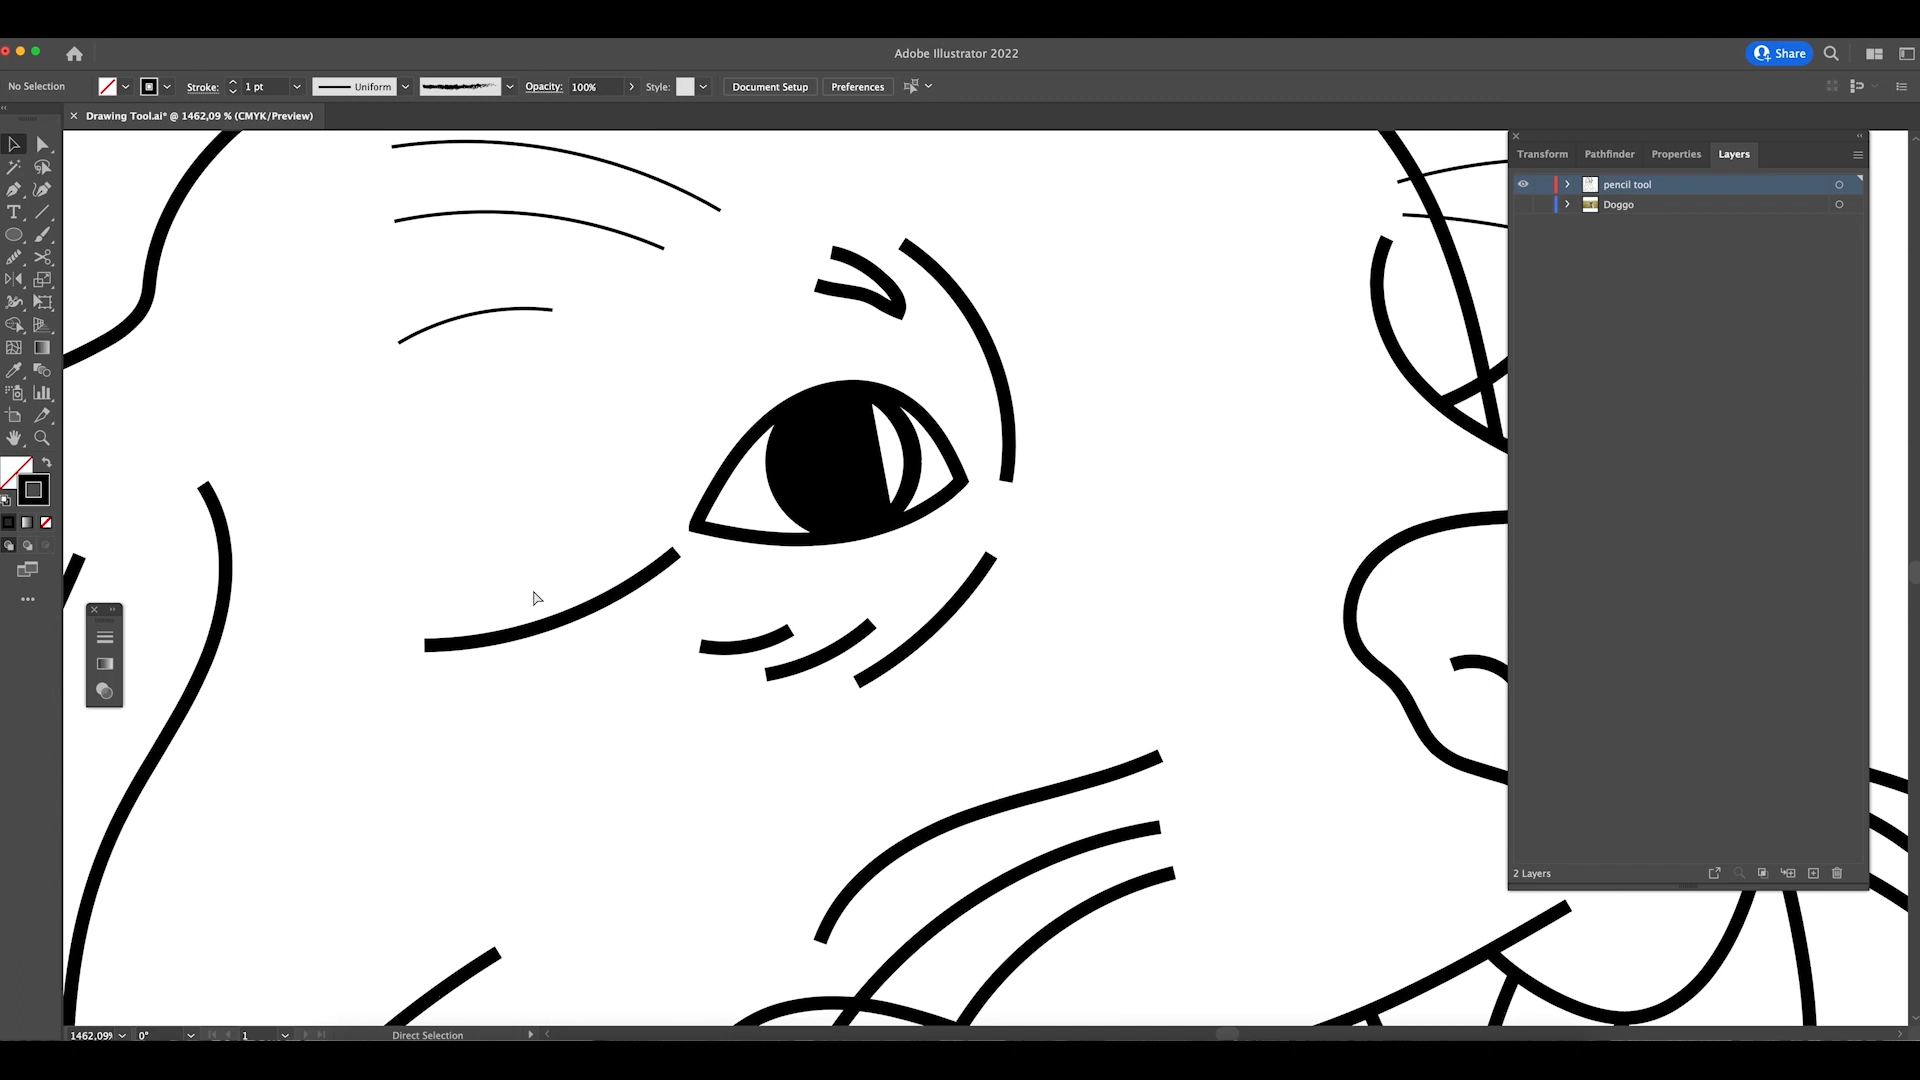 Adobe Illustrator 2022
Share
No Selection
Stroke:
1 pt
Uniform
Opacity:
100%
Style:
Document Setup
Preferences
Drawing Tool.ai* @ 1462,09 % (CMYK/Preview)
Transform
Pathfinder
Properties
Layers
pencil tool
Doggo
2 Layers
1462,09%
0°
1
Direct Selection